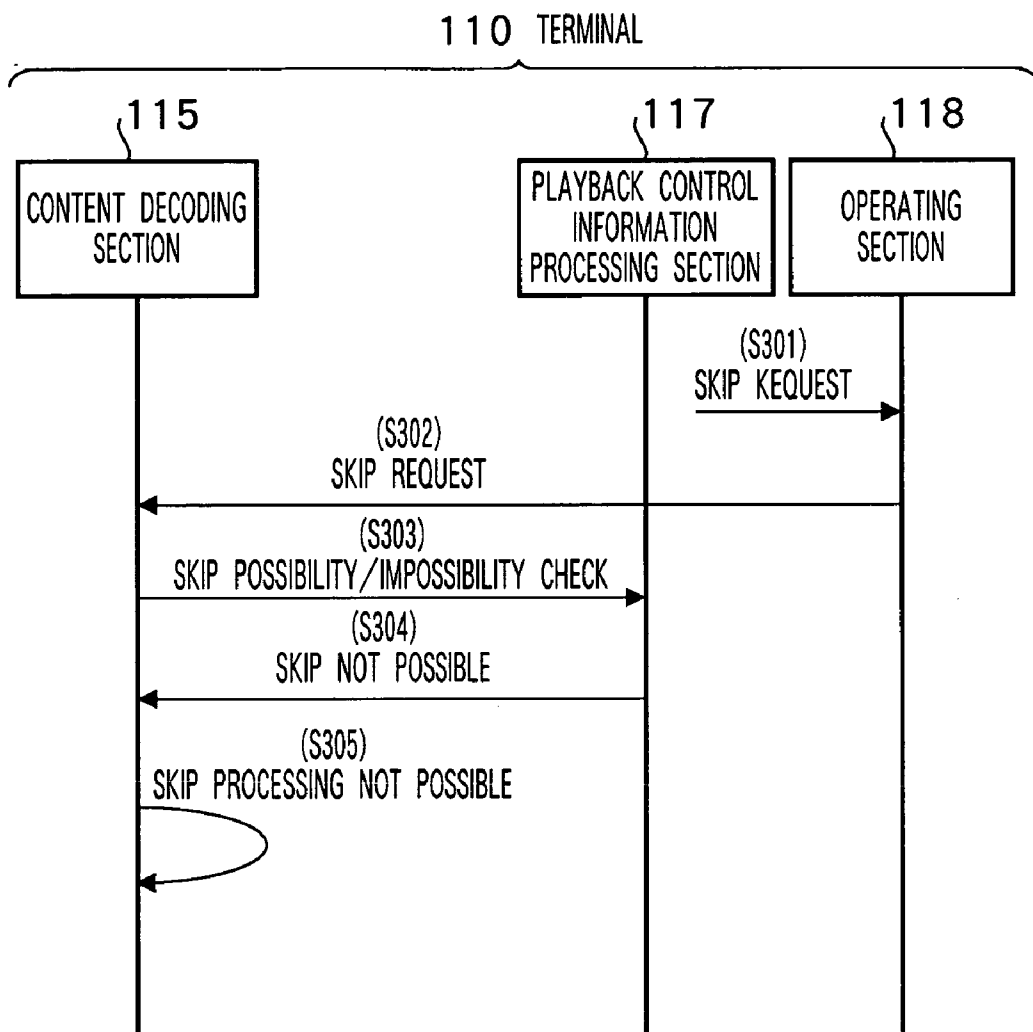 110 TERMINAL
115
117
118
CONTENT DECODING
SECTION
PLAYBACK CONTROL
INFORMATION
PROCESSING SECTION
OPERATING
SECTION
(S301)
SKIP KEQUEST
(S302)
SKIP REQUEST
(S303)
SKIP POSSIBILITY/IMPOSSIBILITY CHECK
(S304)
SKIP NOT POSSIBLE
(S305)
SKIP PROCESSING NOT POSSIBLE